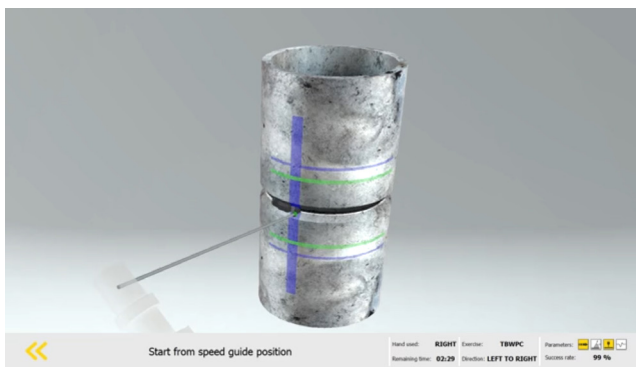 Start from speed guide position
Hand used: RIGHT Exercise: TBWPC Parameters:
Remaining time: 02:29 Direction: LEFT TO RIGHT Success rate: 99 %